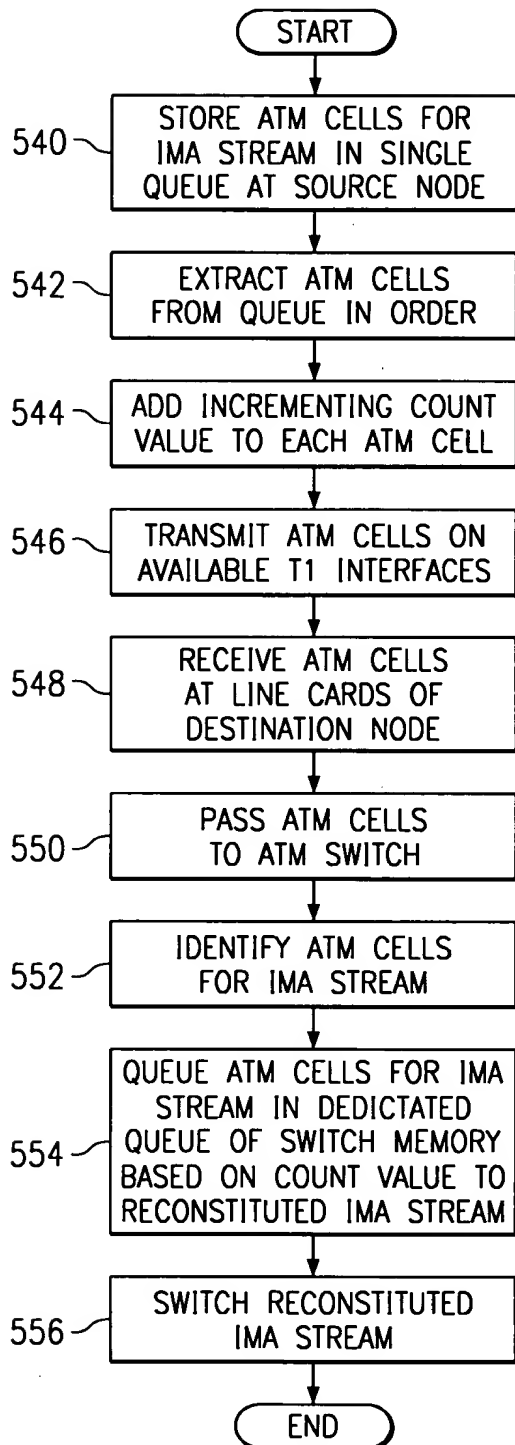 START
540
STORE ATM CELLS FOR
IMA STREAM IN SINGLE
QUEUE AT SOURCE NODE
542
EXTRACT ATM CELLS
FROM QUEUE IN ORDER
544
ADD INCREMENTING COUNT
VALUE TO EACH ATM CELL
546
TRANSMIT ATM CELLS ON
AVAILABLE T1 INTERFACES
548
RECEIVE ATM CELLS
AT LINE CARDS OF
DESTINATION NODE
550
PASS ATM CELLS
TO ATM SWITCH
552
IDENTIFY ATM CELLS
FOR IMA STREAM
554
QUEUE ATM CELLS FOR IMA
STREAM IN DEDICTATED
QUEUE OF SWITCH MEMORY
BASED ON COUNT VALUE TO
RECONSTITUTED IMA STREAM
556
SWITCH RECONSTITUTED
IMA STREAM
END